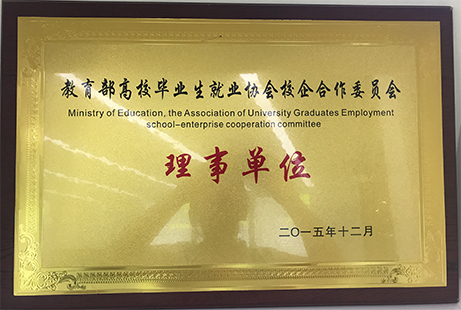 教育部高校毕业生就业协会校企合作委员会
Ministry of Education, the Association of University Graduates Employment
school-enterprise cooperation committee
理事单位
二〇一五年十二月